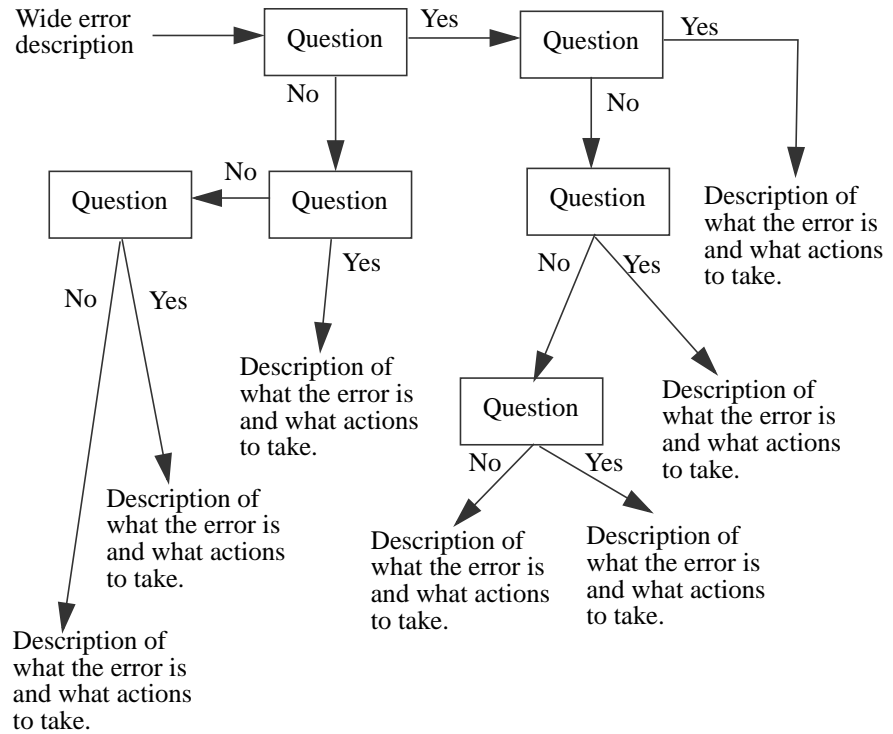 Wide error
description
Question
Yes
Question
Yes
No
No
Question
No
Question
Question
Description of
what the error is
and what actions
to take.
No
Yes
Yes
No
Yes
Description of
what the error is
and what actions
to take.
Question
Description of
what the error is
and what actions
to take.
No
Yes
Description of
what the error is
and what actions
to take.
Description of
what the error is
and what actions
to take.
Description of
what the error is
and what actions
to take.
Description of
what the error is
and what actions
to take.